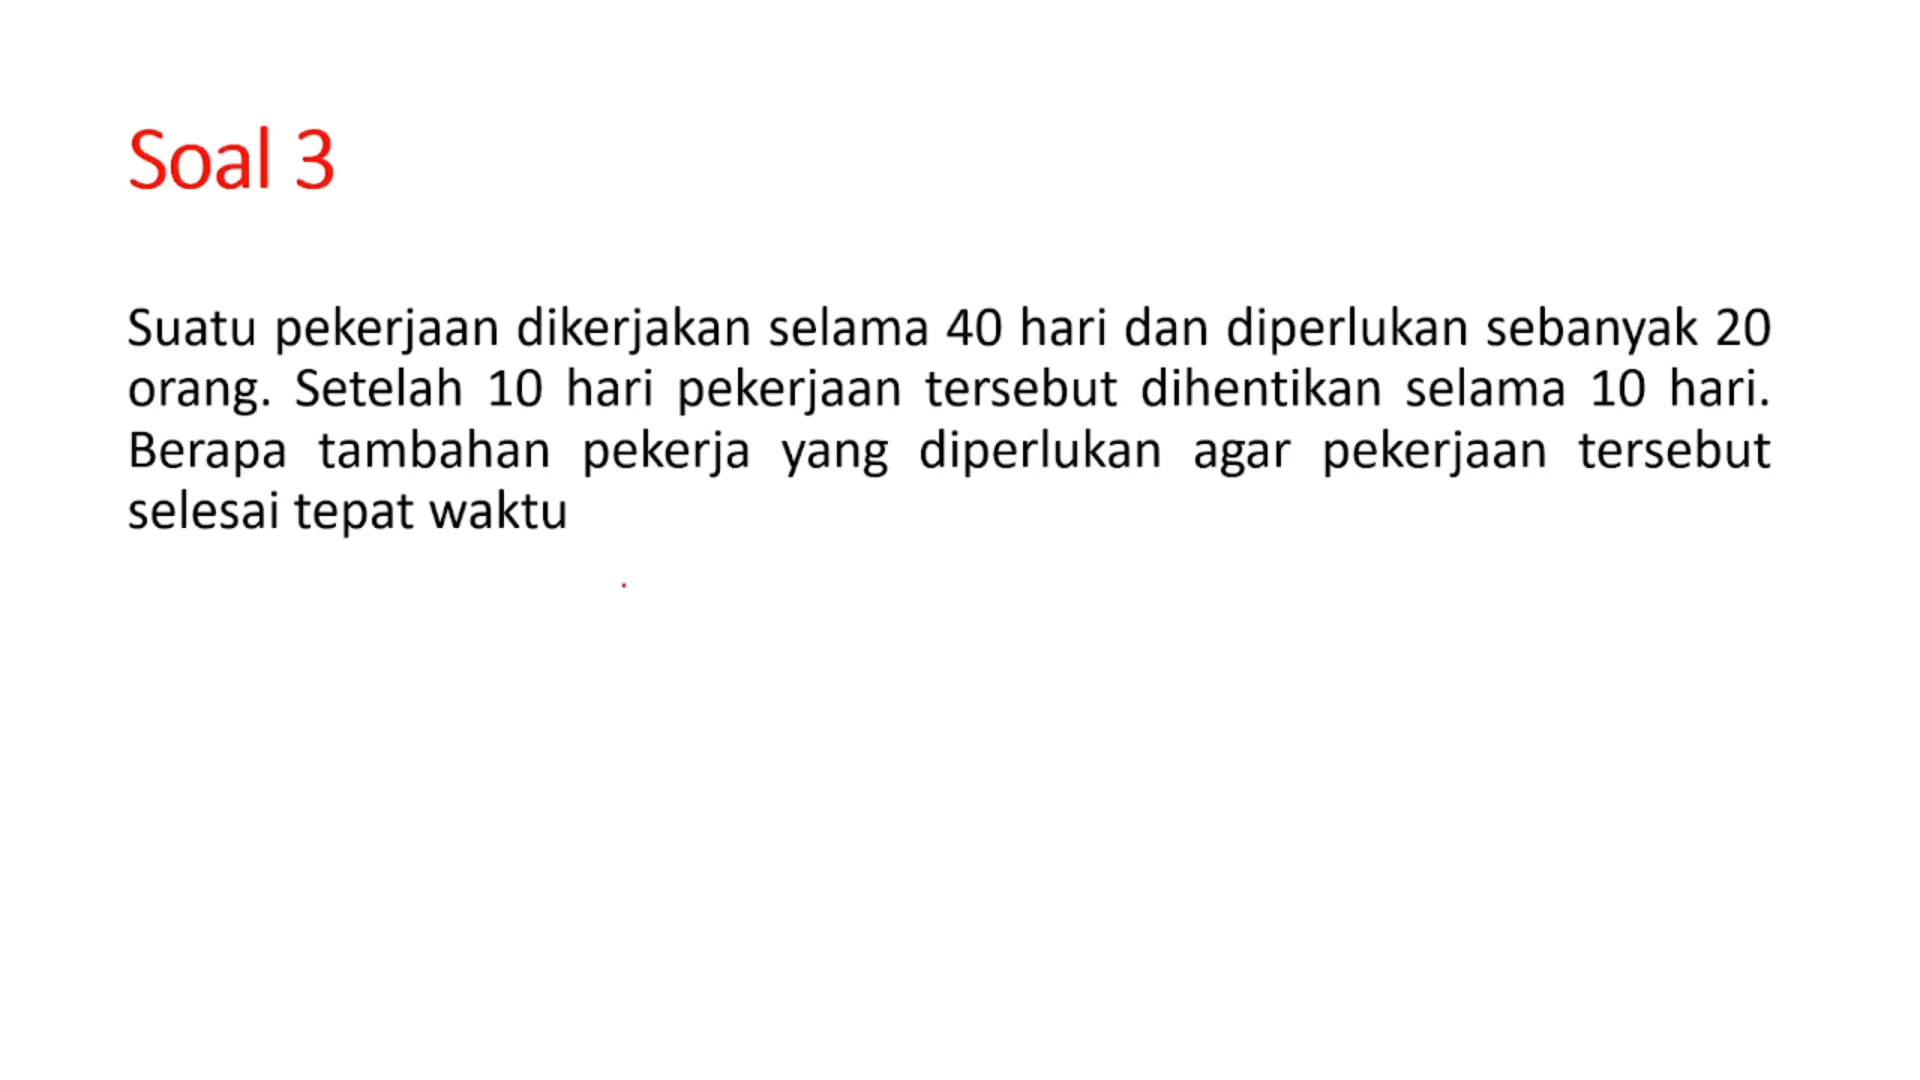 Soal 3
Suatu pekerjaan dikerjakan selama 40 hari dan diperlukan sebanyak 20
orang. Setelah 10 hari pekerjaan tersebut dihentikan selama 10 hari.
Berapa tambahan pekerja yang diperlukan agar pekerjaan tersebut
selesai tepat waktu